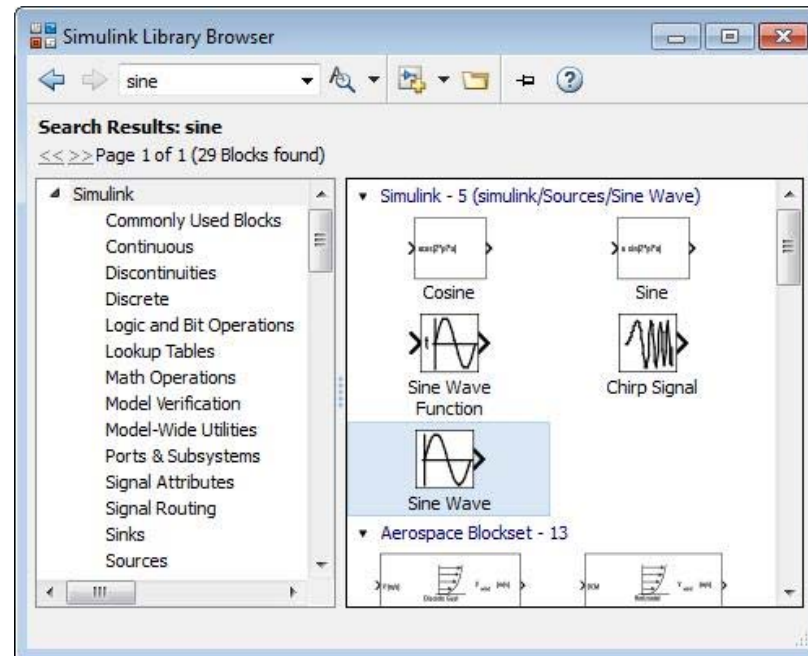 Simulink Library Browser
sine
Search Results: sine
<< >> Page 1 of 1 (29 Blocks found)
Simulink
Commonly Used Blocks
Continuous
Discontinuities
Discrete
Logic and Bit Operations
Lookup Tables
Math Operations
Model Verification
Model-Wide Utilities
Ports & Subsystems
Signal Attributes
Signal Routing
Sinks
Sources
Simulink - 5 (simulink/Sources/Sine Wave)
Cosine
Sine
t
Sine Wave
Function
Chirp Signal
Sine Wave
Aerospace Blockset - 13
Discrete Gust
DCM